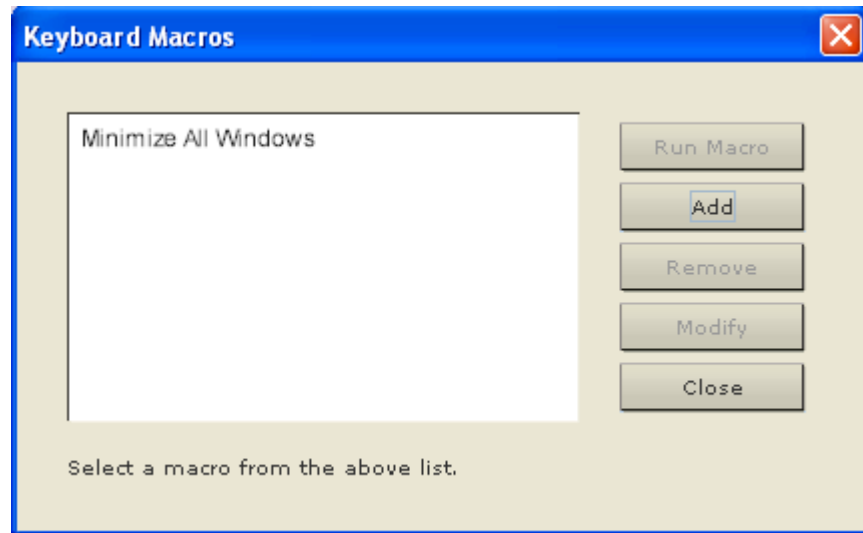 Keyboard Macros
Minimize All Windows
Run Macro
Add
Remove
Modify
Close
Select a macro from the above list.